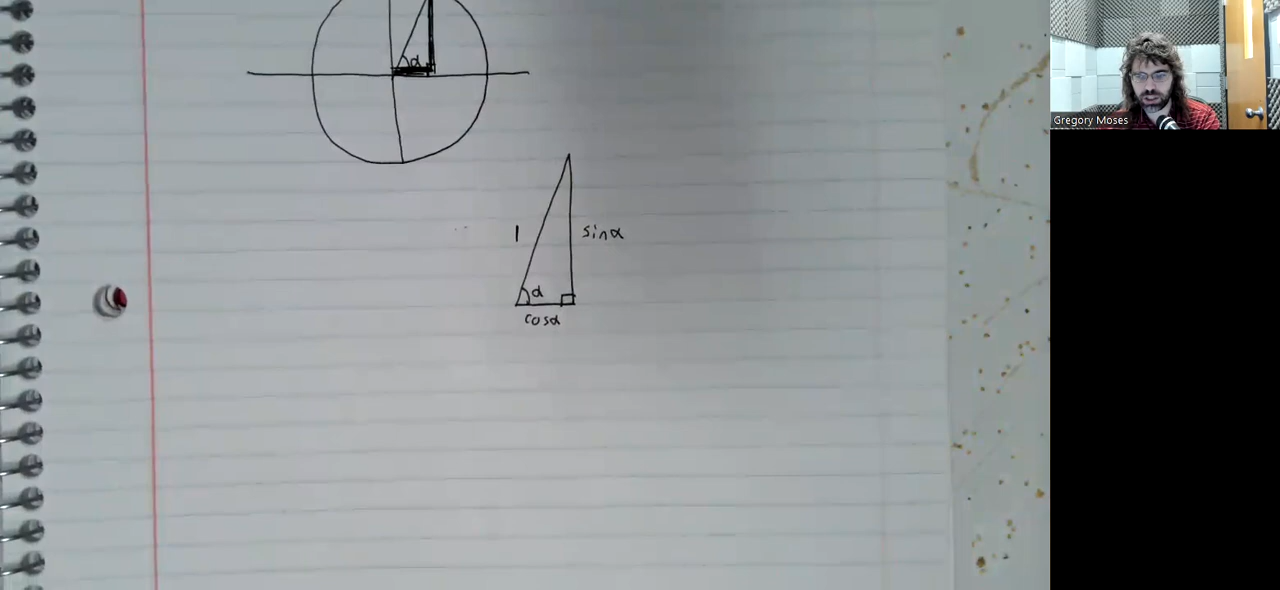 α
1
sinα
α
cosα
Gregory Moses